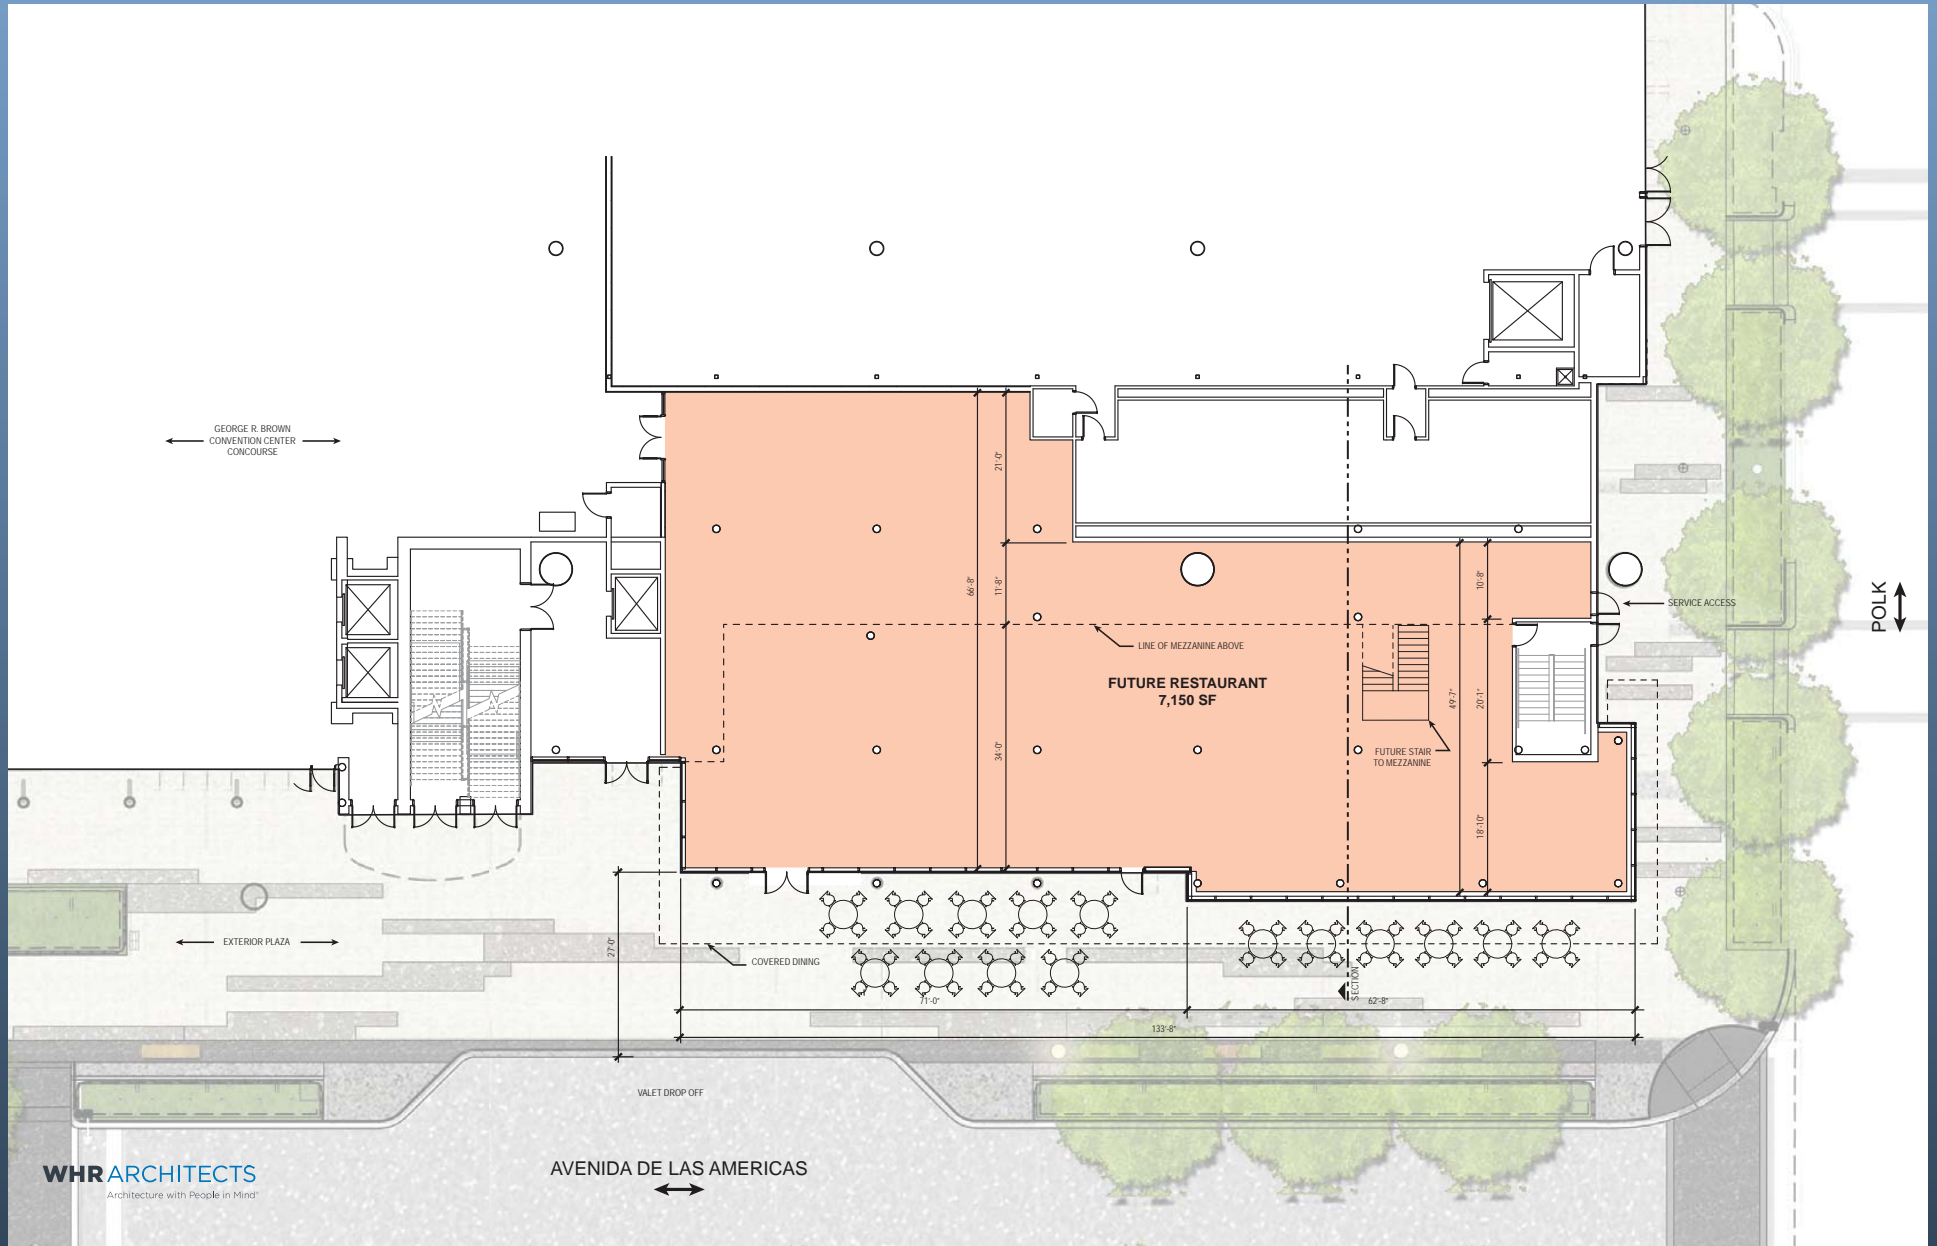 GEORGE R. BROWN
CONVENTION CENTER
CONCOURSE
21'-0"
66'-8"
11'-8"
10'-8"
SERVICE ACCESS
POLK
LINE OF MEZZANINE ABOVE
FUTURE RESTAURANT
7,150 SF
49'-7"
20'-1"
34'-0"
FUTURE STAIR
TO MEZZANINE
18'-10"
EXTERIOR PLAZA
27'-0"
COVERED DINING
SECTION
71'-0"
62'-8"
133'-8"
VALET DROP OFF
AVENIDA DE LAS AMERICAS
WHR ARCHITECTS
Architecture with People in Mind